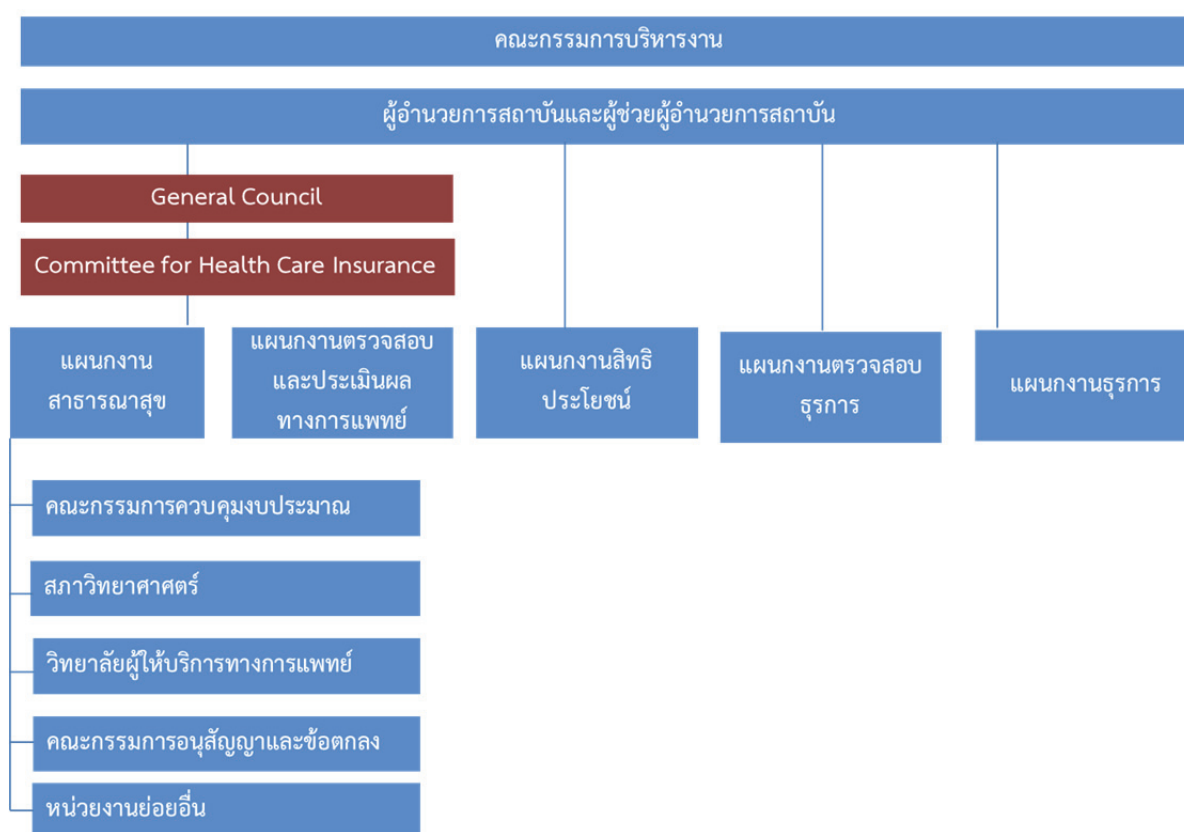 คณะกรรมการบริหารงาน
ผู้อำนวยการสถาบันและผู้ช่วยผู้อำนวยการสถาบัน
General Council
Committee for Health Care Insurance
แผนกงาน
สาธารณาสุข
แผนกงานตรวจสอบ
และประเมินผล
ทางการแพทย์
แผนกงานสิทธิ
ประโยชน์
แผนกงานตรวจสอบ
ธุรการ
แผนกงานธุรการ
คณะกรรมการควบคุมงบประมาณ
สภาวิทยาศาศตร์
วิทยาลัยผู้ให้บริการทางการแพทย์
คณะกรรมการอนุสัญญาและข้อตกลง
หน่วยงานย่อยอื่น